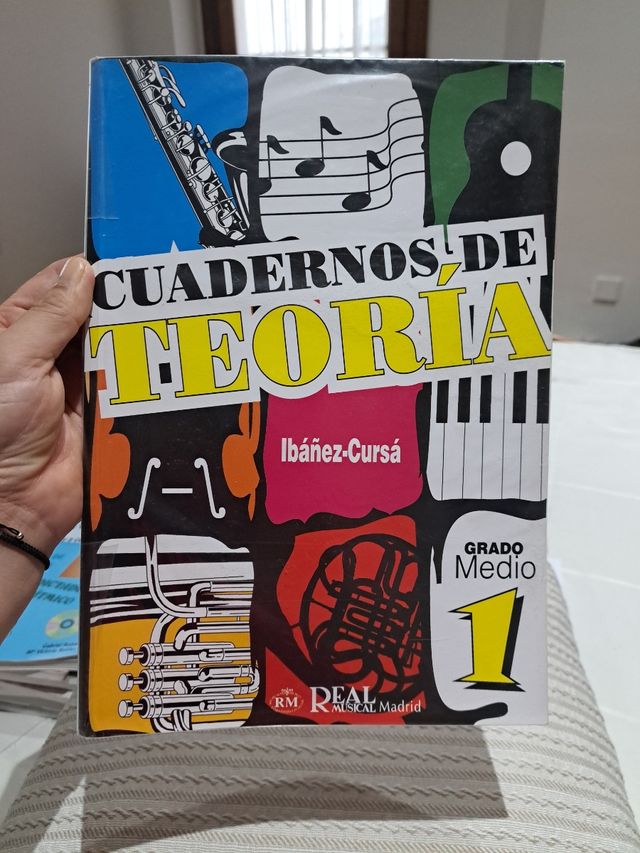 CUADERNOS DE
TEORÍA
Ibáñez-Cursá
GRADO
Medio
1
RM
REAL
MUSICAL Madrid